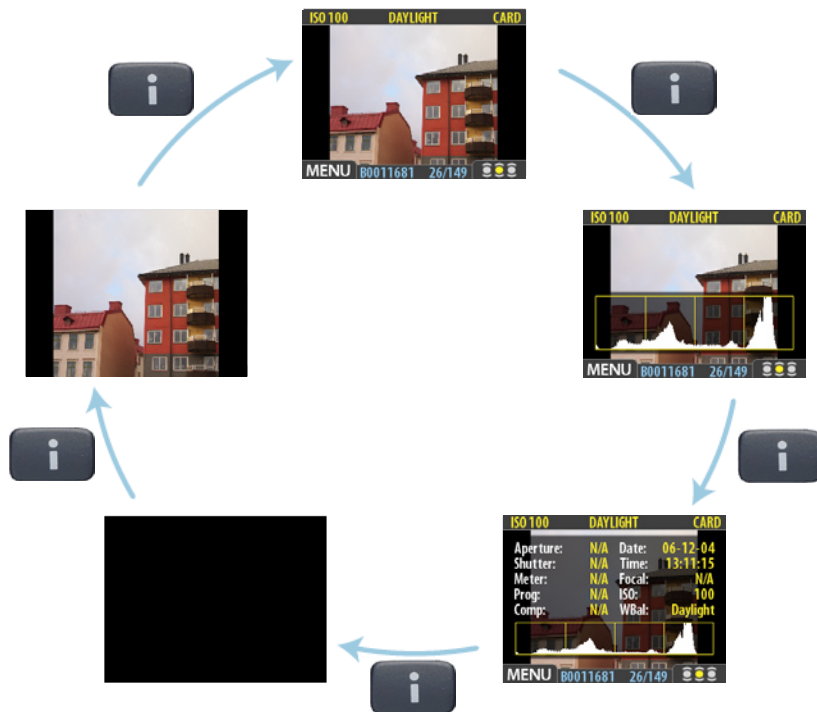 ISO 100 DAYLIGHT CARD
i
i
MENU B0011681 26/149
ISO 100 DAYLIGHT CARD
MENU B0011681 26/149
i
i
ISO 100 DAYLIGHT CARD
Aperture: N/A Date: 06-12-04
Shutter: N/A Time: 13:11:15
Meter: N/A Focal: N/A
Prog: N/A ISO: 100
Comp: N/A WBal: Daylight
MENU B0011681 26/149
i